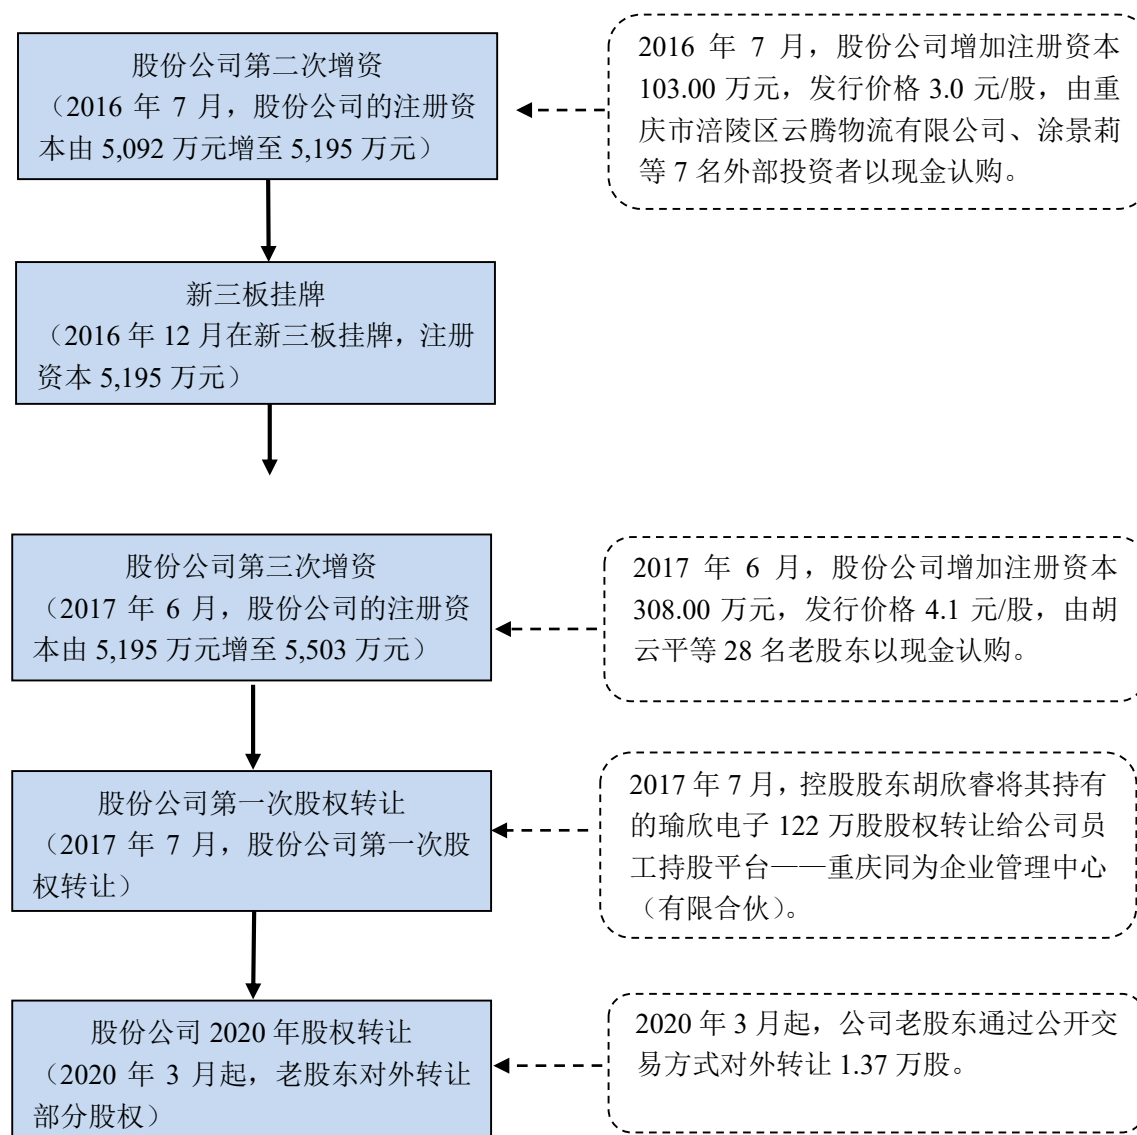 股份公司第二次增资
（2016 年 7 月，股份公司的注册资
本由 5,092 万元增至 5,195 万元）
2016 年 7 月，股份公司增加注册资本
103.00 万元，发行价格 3.0 元/股，由重
庆市涪陵区云腾物流有限公司、涂景莉
等 7 名外部投资者以现金认购。
新三板挂牌
（2016 年 12 月在新三板挂牌，注册
资本 5,195 万元）
股份公司第三次增资
（2017 年 6 月，股份公司的注册资
本由 5,195 万元增至 5,503 万元）
2017 年 6 月，股份公司增加注册资本
308.00 万元，发行价格 4.1 元/股，由胡
云平等 28 名老股东以现金认购。
股份公司第一次股权转让
（2017 年 7 月，股份公司第一次股
权转让）
2017 年 7 月，控股股东胡欣睿将其持有
的瑜欣电子 122 万股股权转让给公司员
工持股平台——重庆同为企业管理中心
（有限合伙）。
股份公司 2020 年股权转让
（2020 年 3 月起，老股东对外转让
部分股权）
2020 年 3 月起，公司老股东通过公开交
易方式对外转让 1.37 万股。